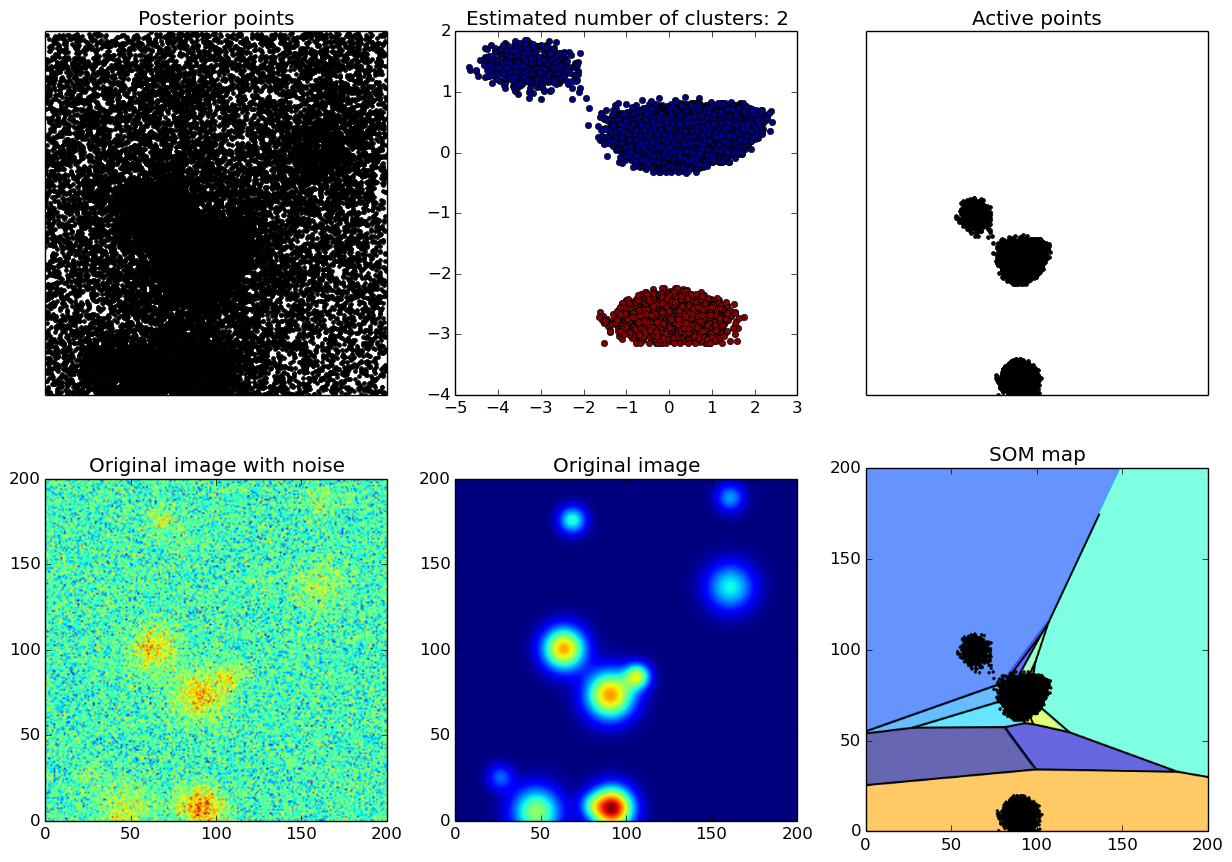 Posterior points
Estimated number of clusters: 2
Active points
2
1
0
−1
−2
−3
−4
−5 −4 −3 −2 −1 0 1 2 3
Original image with noise
200
150
100
50
0
0 50 100 150 200
Original image
200
150
100
50
0
0 50 100 150 200
SOM map
200
150
100
50
0
0 50 100 150 200